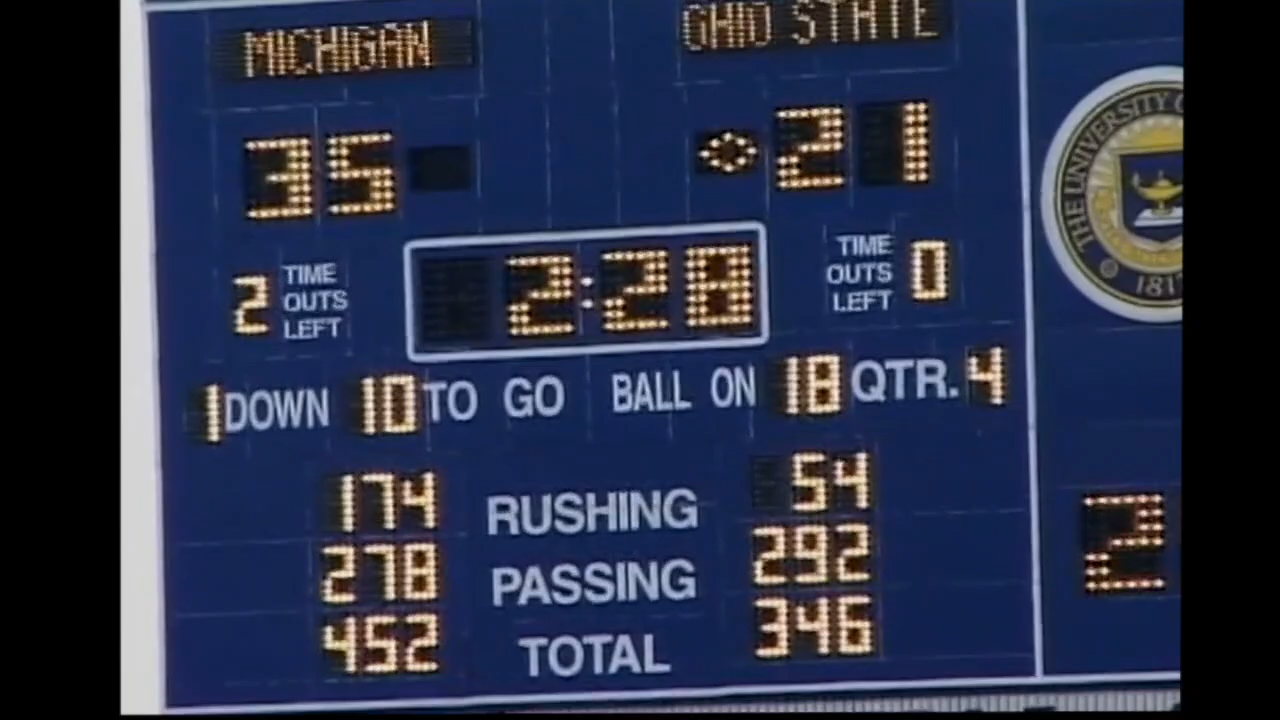 MICHIGAN OHIO STATE
35 21
2 TIME OUTS LEFT 2:28 TIME OUTS LEFT 0
1 DOWN 10 TO GO BALL ON 18 QTR. 4
174 RUSHING 54
278 PASSING 292
452 TOTAL 346
THE UNIVERSITY
1817
2